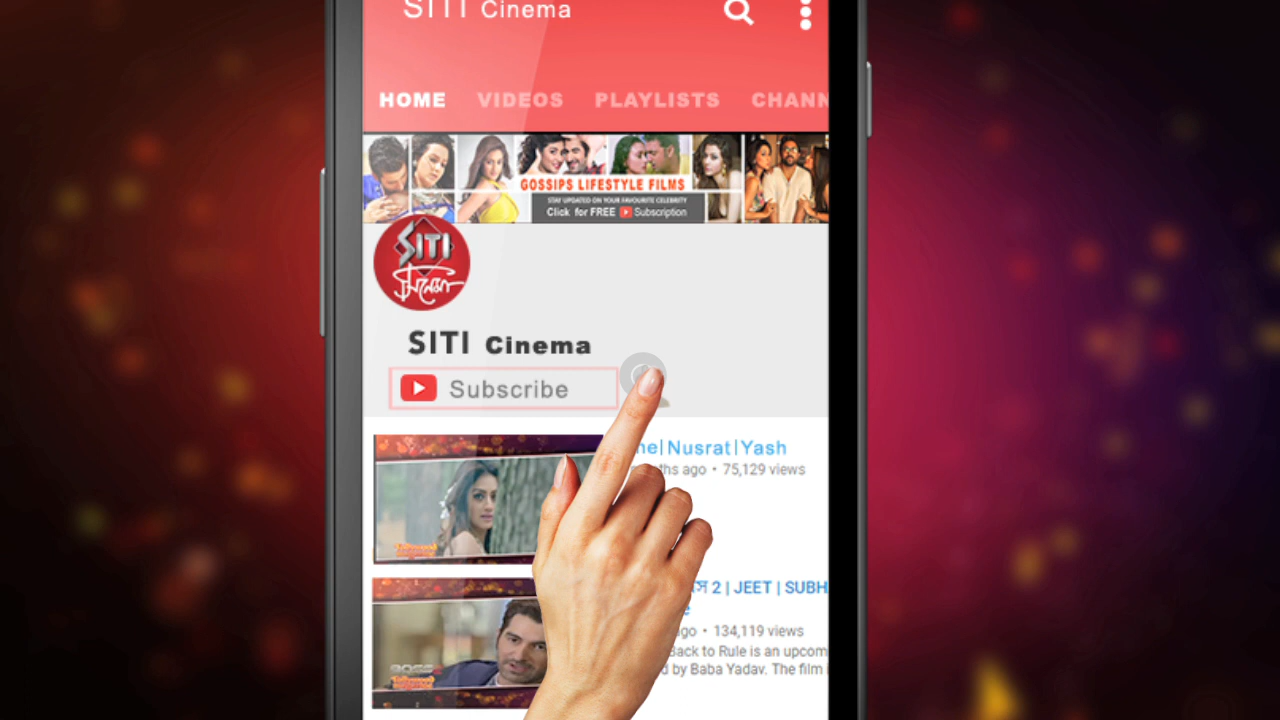 SITI Cinema
HOME VIDEOS PLAYLISTS CHANN
GOSSIPS LIFESTYLE FILMS
STAY UPDATED ON YOUR FAVOURITE CELEBRITY
Click for FREE Subscription
SITI
সিনেমা
SITI Cinema
Subscribe
ne|Nusrat|Yash
ths ago • 75,129 views
2 | JEET | SUBH
e
ago • 134,119 views
Back to Rule is an upcom
d by Baba Yadav. The film